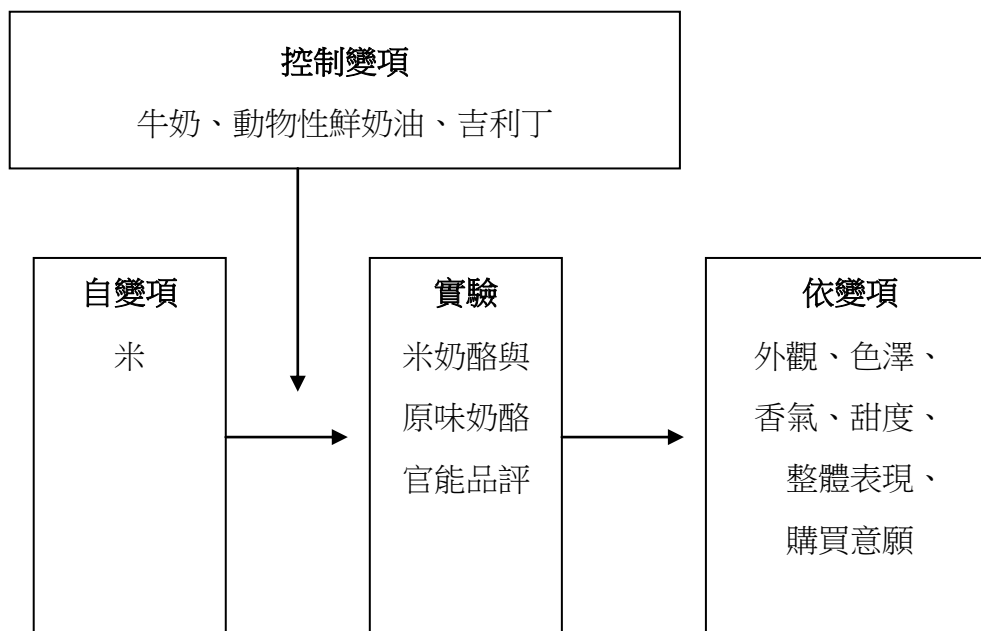 控制變項
牛奶、動物性鮮奶油、吉利丁
自變項
米
實驗
米奶酪與
原味奶酪
官能品評
依變項
外觀、色澤、
香氣、甜度、
整體表現、
購買意願